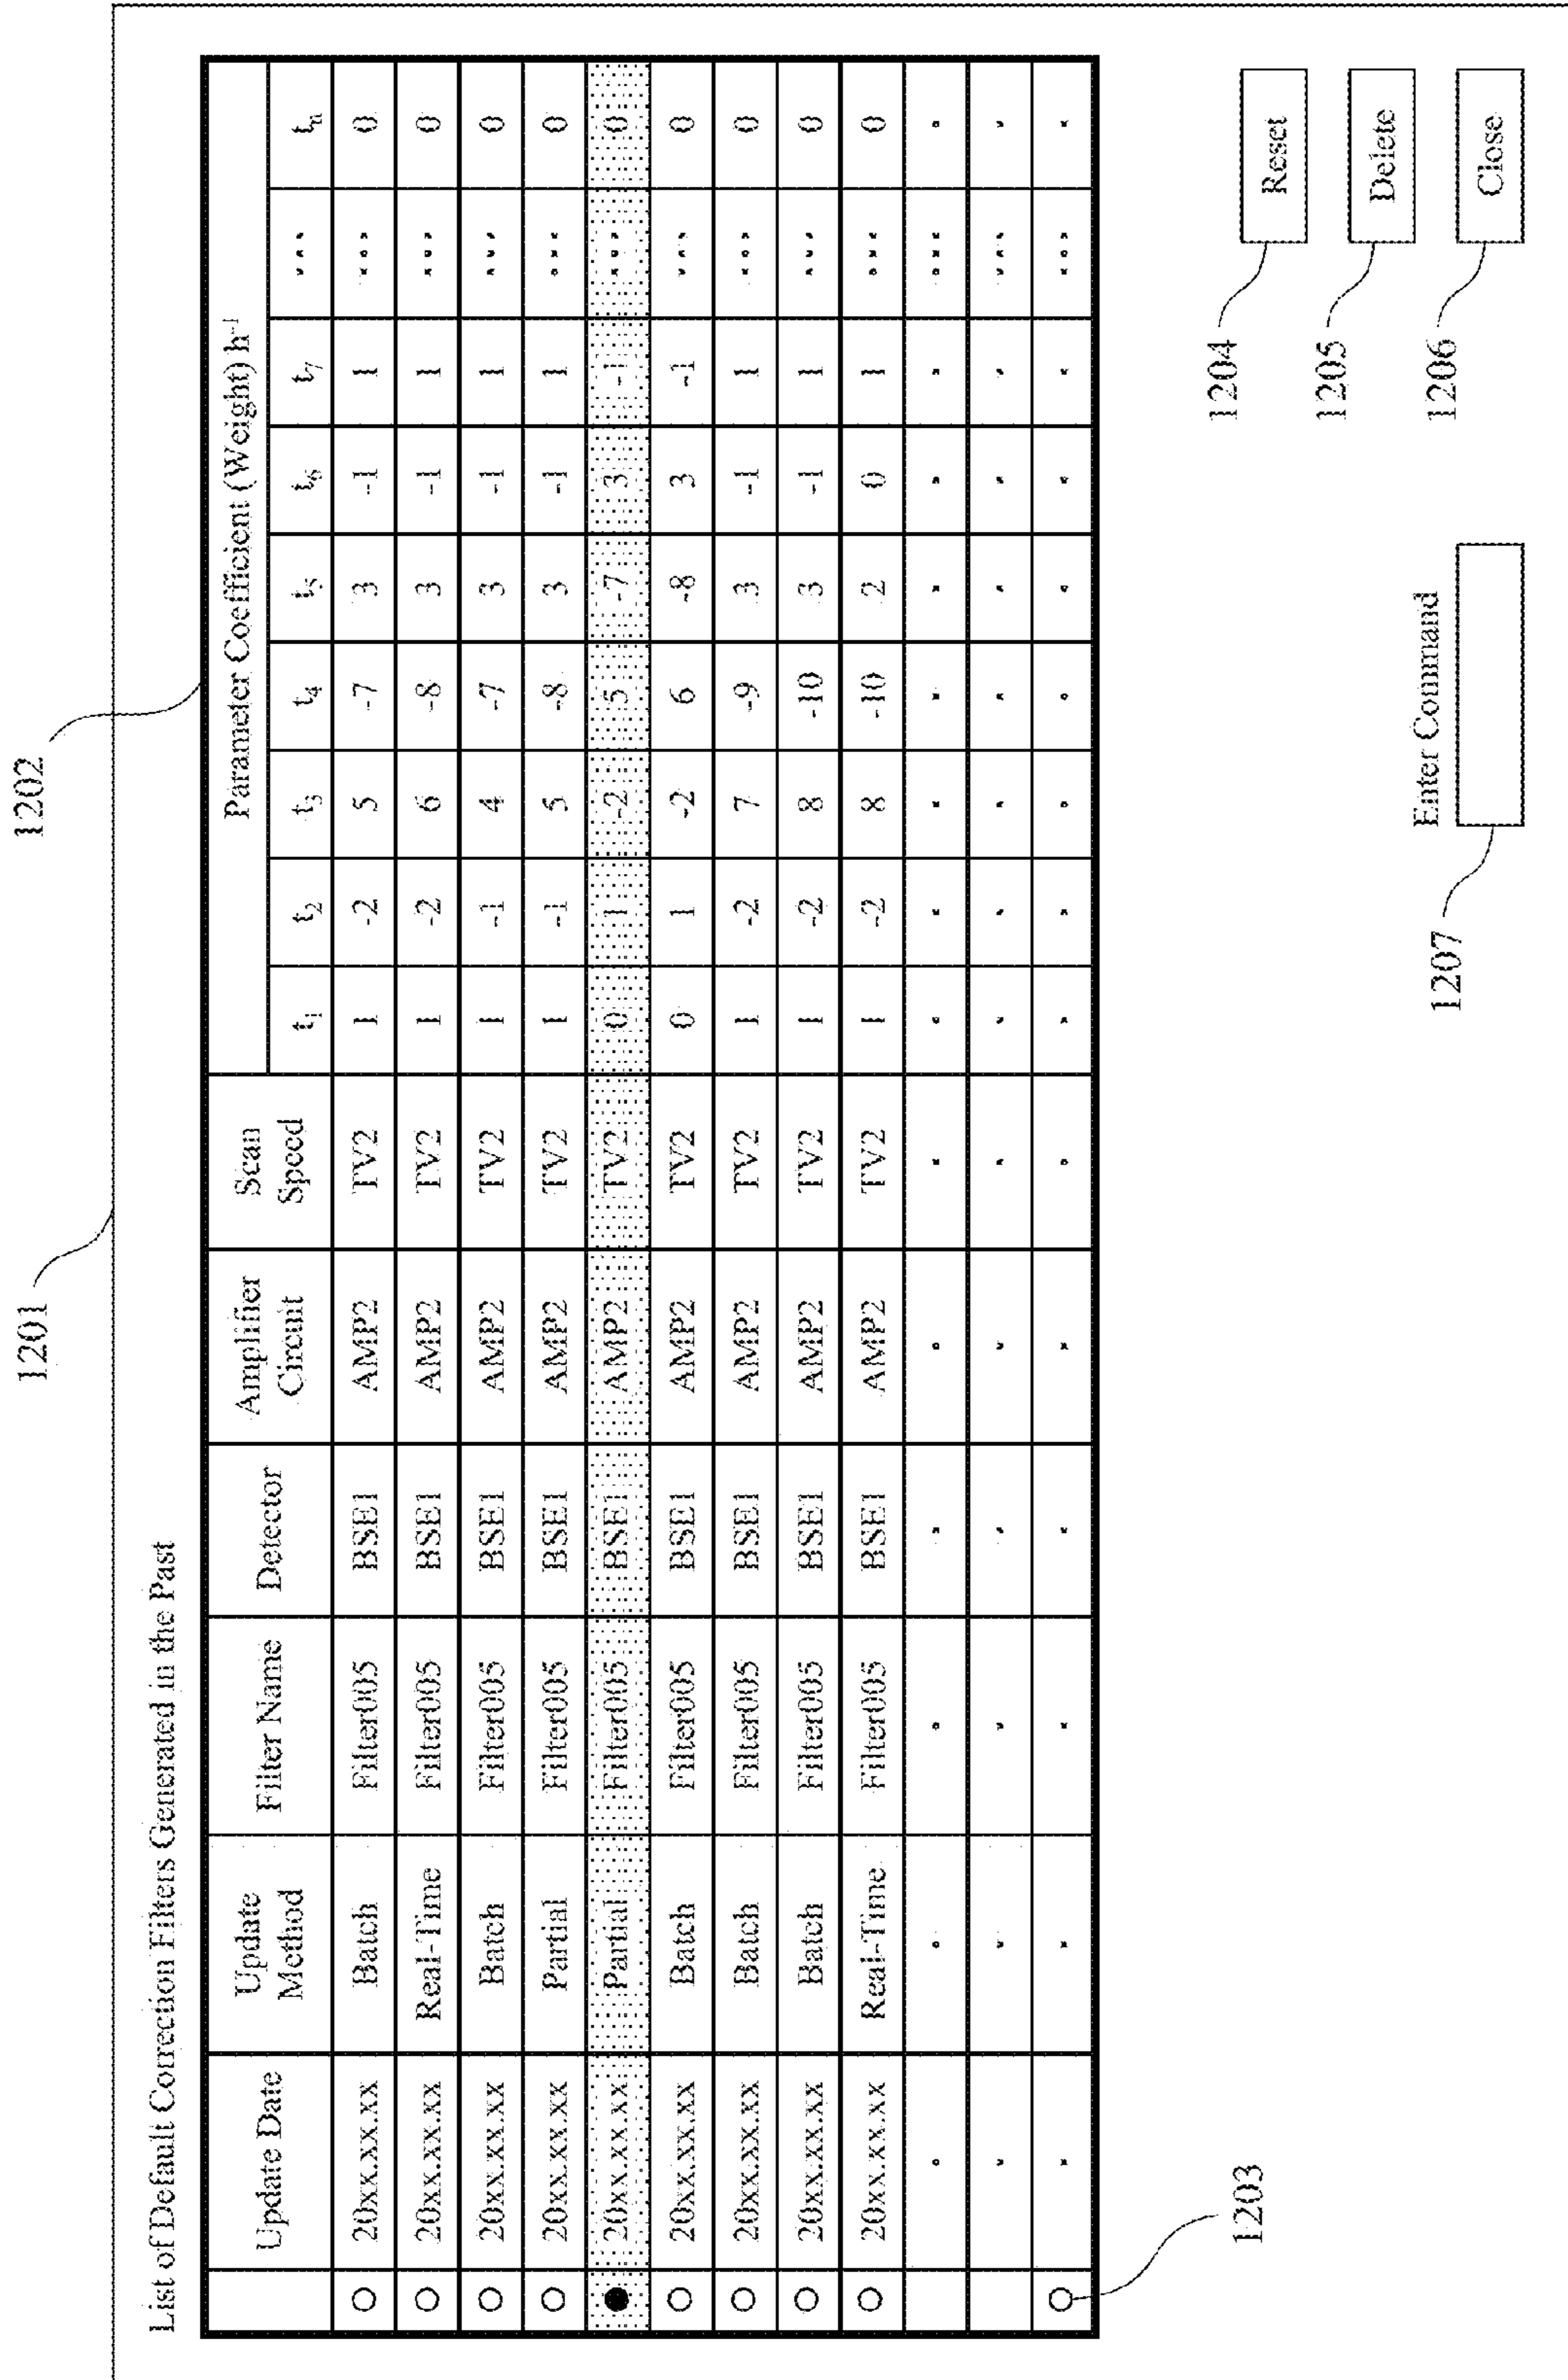 1201
1202
List of Default Correction Filters Generated in the Past
Update Date Update Method Filter Name Detector Amplifier Circuit Scan Speed Parameter Coefficient (Weight) h⁻¹
t₁ t₂ t₃ t₄ t₅ t₆ t₇ ... tₙ
○ 20xx.xx.xx Batch Filter005 BSE1 AMP2 TV2 1 -2 5 -7 3 -1 1 ... 0
○ 20xx.xx.xx Real-Time Filter005 BSE1 AMP2 TV2 1 -2 6 -8 3 -1 1 ... 0
○ 20xx.xx.xx Batch Filter005 BSE1 AMP2 TV2 1 -1 4 -7 3 -1 1 ... 0
○ 20xx.xx.xx Partial Filter005 BSE1 AMP2 TV2 1 -1 5 -8 3 -1 1 ... 0
● 20xx.xx.xx Partial Filter005 BSE1 AMP2 TV2 0 1 -2 5 -7 3 -1 ... 0
○ 20xx.xx.xx Batch Filter005 BSE1 AMP2 TV2 0 1 -2 6 -8 3 -1 ... 0
○ 20xx.xx.xx Batch Filter005 BSE1 AMP2 TV2 1 -2 7 -9 3 -1 1 ... 0
○ 20xx.xx.xx Batch Filter005 BSE1 AMP2 TV2 1 -2 8 -10 3 -1 1 ... 0
○ 20xx.xx.xx Real-Time Filter005 BSE1 AMP2 TV2 1 -2 8 -10 2 0 1 ... 0
1203
Enter Command
1207
1204 Reset
1205 Delete
1206 Close